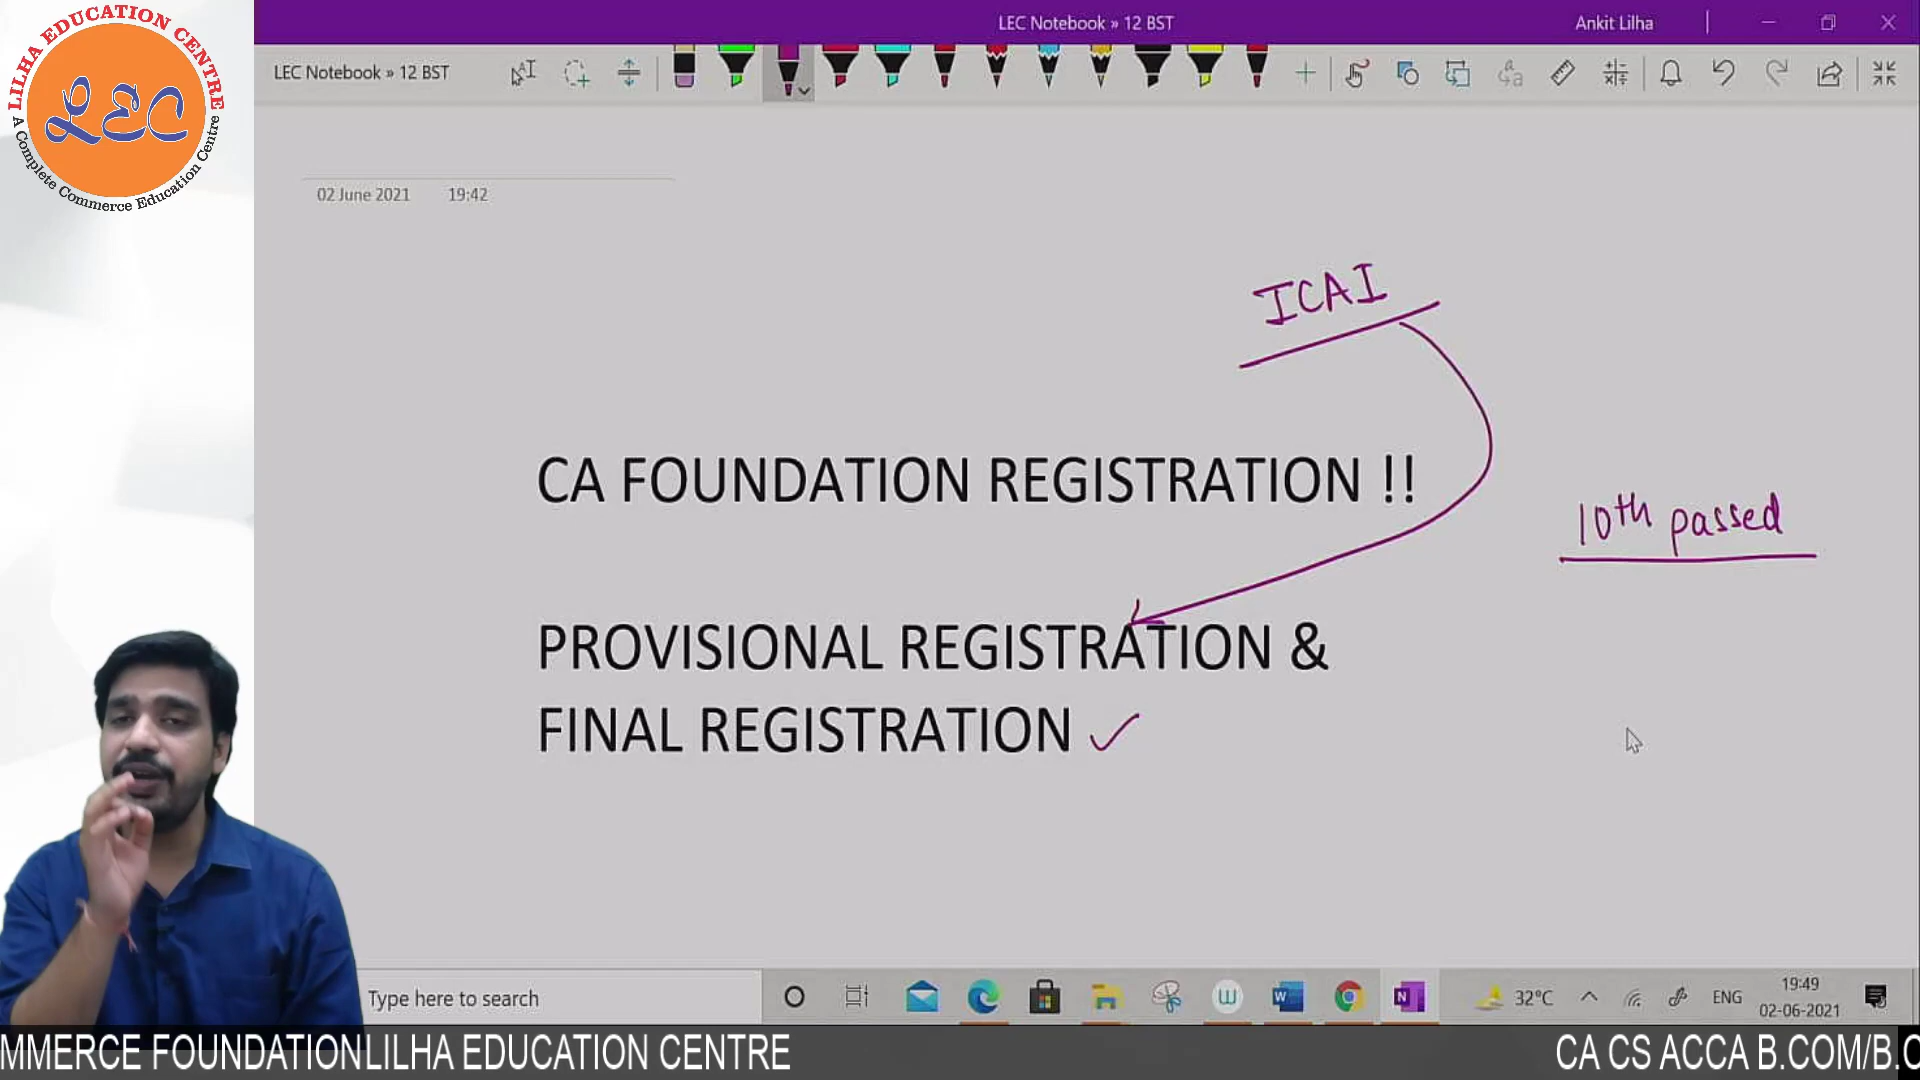 LILHA EDUCATION CENTRE
LEC
A Complete Commerce Education Centre
LEC Notebook » 12 BST
Ankit Lilha
LEC Notebook » 12 BST
02 June 2021 19:42
ICAI
CA FOUNDATION REGISTRATION !!
10th passed
PROVISIONAL REGISTRATION &
FINAL REGISTRATION
Type here to search
32°C
ENG
19:49
02-06-2021
MMERCE FOUNDATIONLILHA EDUCATION CENTRE
CA CS ACCA B.COM/B.C